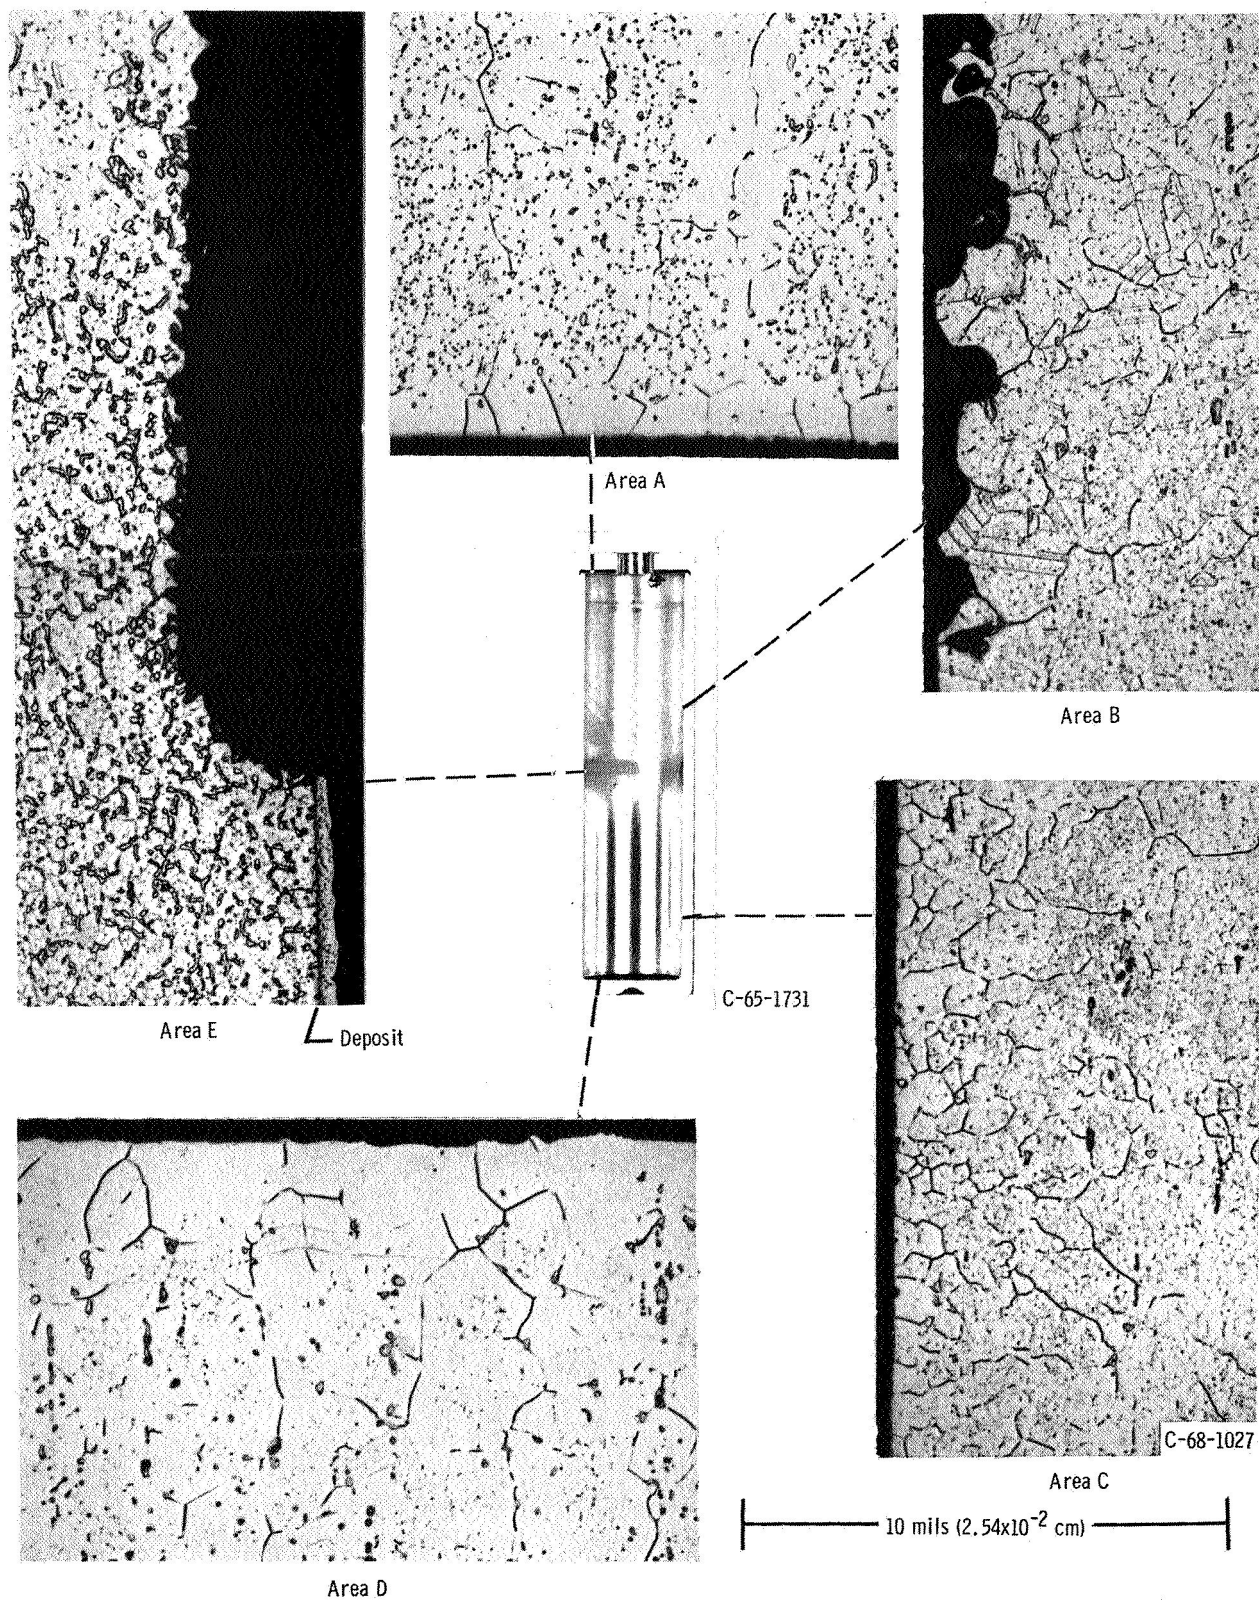 Area A
Area B
C-65-1731
Area E
Deposit
C-68-1027
Area C
10 mils (2.54x10⁻² cm)
Area D